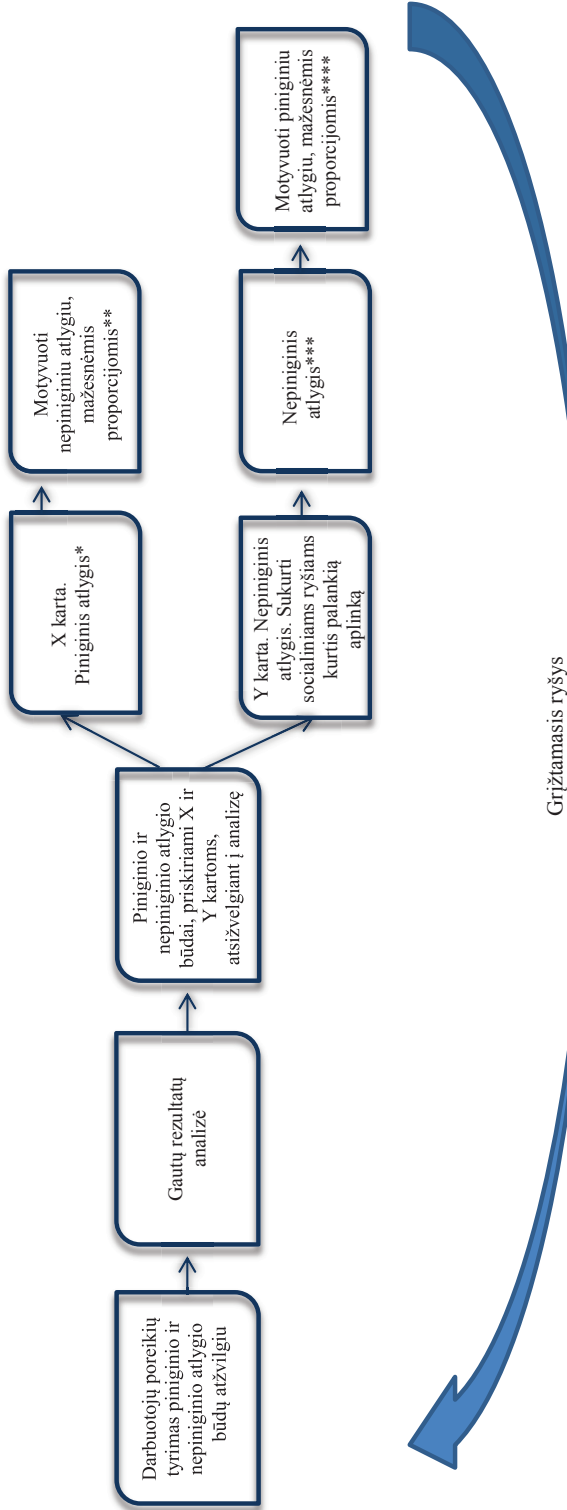 Darbuotojų poreikių
tyrimas piniginio ir
nepiniginio atlygio
būdų atžvilgiu
Gautų rezultatų
analizė
Piniginio ir
nepiniginio atlygio
būdai, priskiriami X ir
Y kartoms,
atsižvelgiant į analizę
X karta.
Piniginis atlygis*
Motyvuoti
nepiniginiu atlygiu,
mažesnėmis
proporcijomis**
Y karta. Nepiniginis
atlygis. Sukurti
socialiniams ryšiams
kurtis palankią
aplinką
Nepiniginis
atlygis***
Motyvuoti piniginiu
atlygiu, mažesnėmis
proporcijomis****
Grįžtamasis ryšys